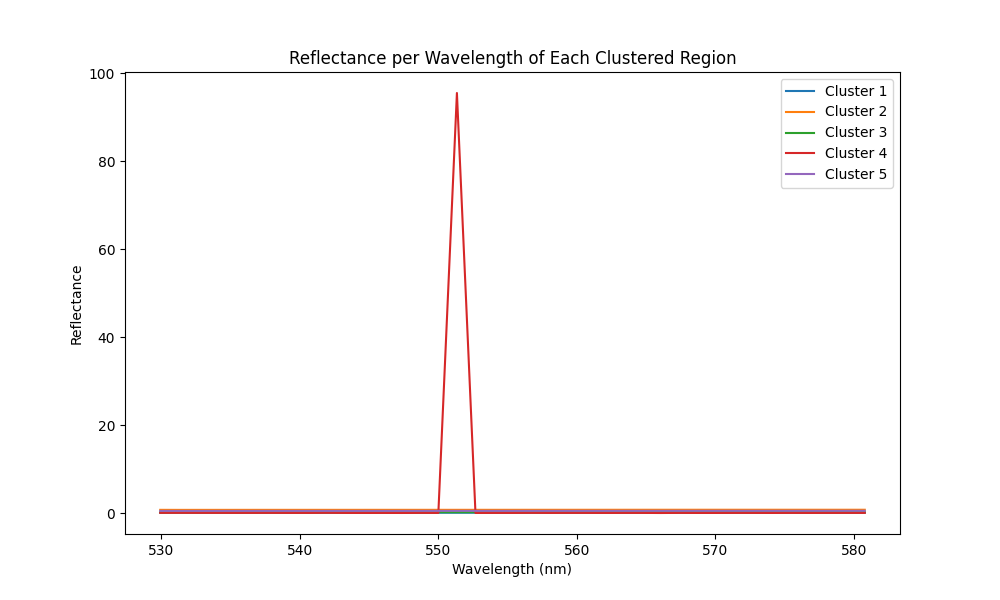 Reflectance per Wavelength of Each Clustered Region
100
80
60
40
20
0
Reflectance
Cluster 1
Cluster 2
Cluster 3
Cluster 4
Cluster 5
530 540 550 560 570 580
Wavelength (nm)